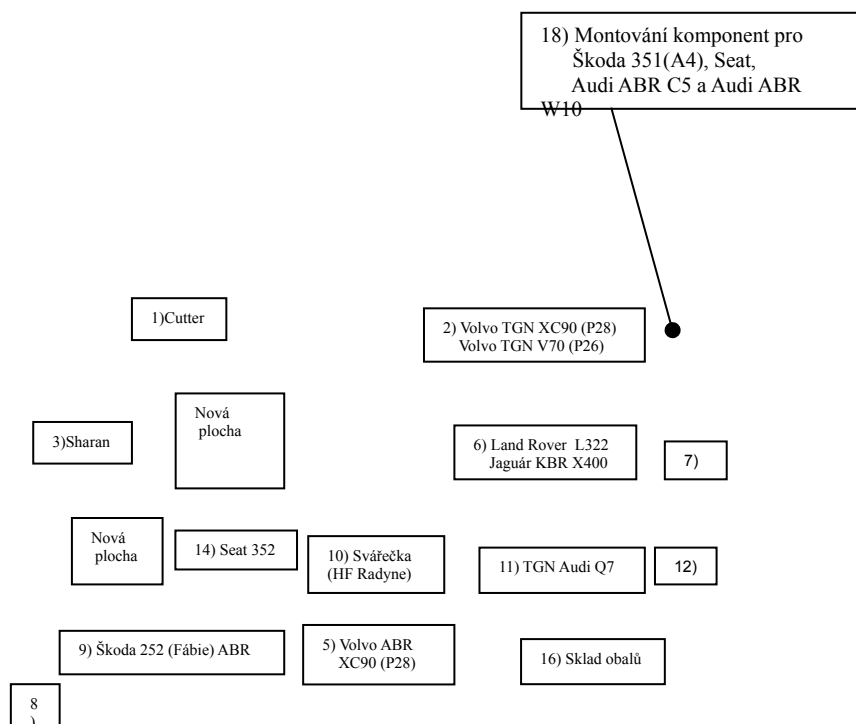 18) Montování komponent pro
Škoda 351(A4), Seat,
Audi ABR C5 a Audi ABR
W10
1)Cutter
2) Volvo TGN XC90 (P28)
Volvo TGN V70 (P26)
Nová
plocha
3)Sharan
6) Land Rover L322
Jaguár KBR X400
7)
Nová
plocha
14) Seat 352
10) Svářečka
(HF Radyne)
11) TGN Audi Q7
12)
9) Škoda 252 (Fábie) ABR
5) Volvo ABR
XC90 (P28)
16) Sklad obalů
8
)